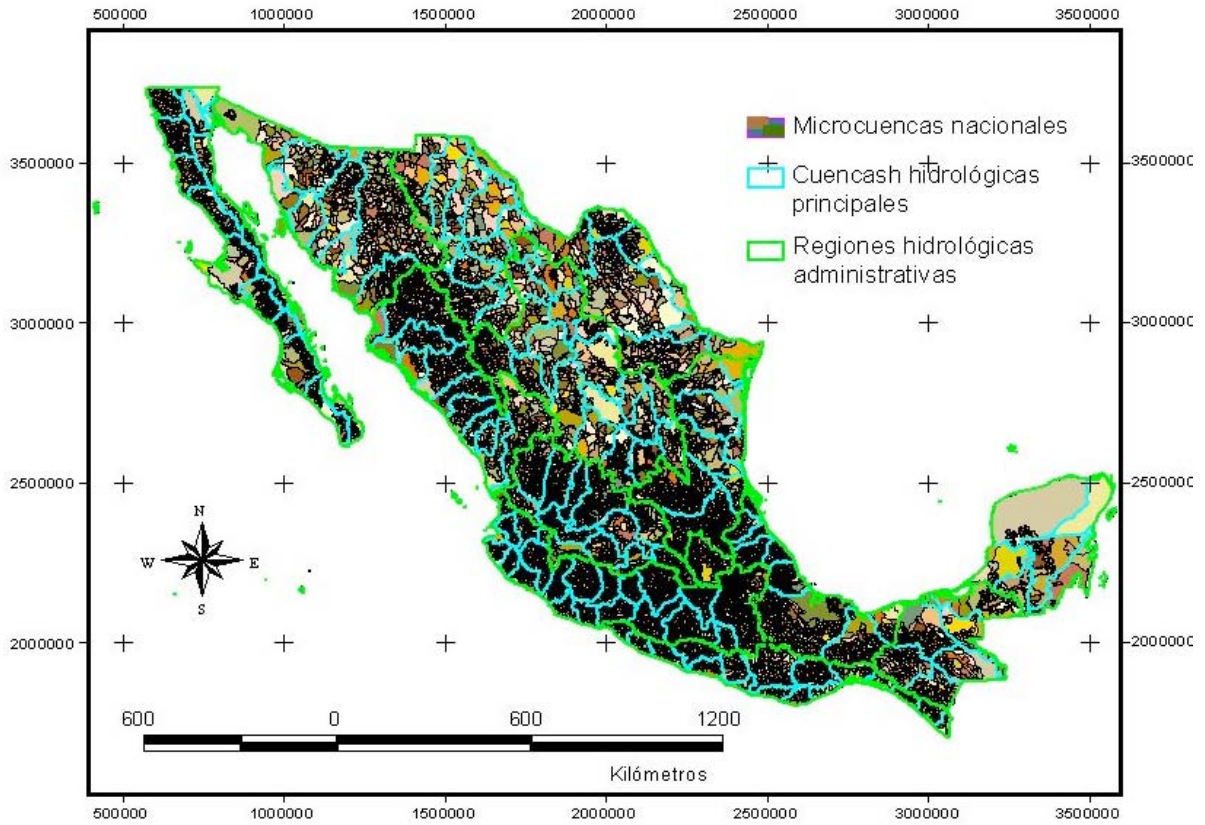 500000 1000000 1500000 2000000 2500000 3000000 3500000
Microcuencas nacionales
3500000 3500000
Cuencash hidrológicas
principales
Regiones hidrológicas
administrativas
3000000 3000000
2500000 2500000
N
W E
S
2000000 2000000
600 0 600 1200
Kilómetros
500000 1000000 1500000 2000000 2500000 3000000 3500000